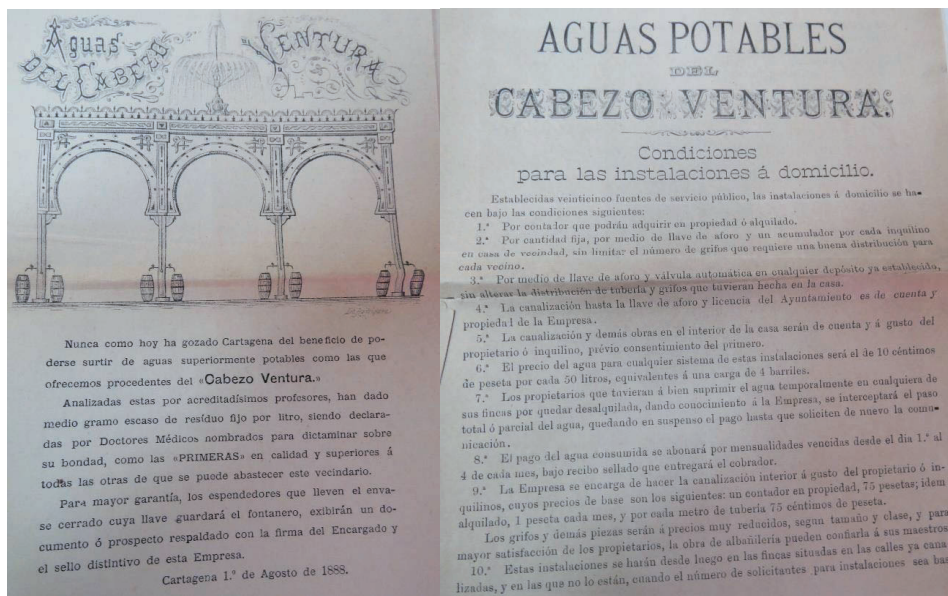 Aguas
DEL CABEZO
VENTURA
Nunca como hoy ha gozado Cartagena del beneficio de po-
derse surtir de aguas superiormente potables como las que
ofrecemos procedentes del «Cabezo Ventura.»
Analizadas estas por acreditadísimos profesores, han dado
medio gramo escaso de resíduo fijo por litro, siendo declara-
das por Doctores Médicos nombrados para dictaminar sobre
su bondad, como las «PRIMERAS» en calidad y superiores á
todas las otras de que se puede abastecer este vecindario.
Para mayor garantía, los espendedores que lleven el enva-
se cerrado cuya llave guardará el fontanero, exibirán un do-
cumento ó prospecto respaldado con la firma del Encargado y
el sello distintivo de esta Empresa.
Cartagena 1.º de Agosto de 1888.
AGUAS POTABLES
DEL
CABEZO VENTURA.
Condiciones
para las instalaciones á domicilio.
Establecidas veinticinco fuentes de servicio público, las instalaciones á domicilio se ha-
cen bajo las condiciones siguientes:
1.ª Por contador que podrán adquirir en propiedad ó alquilado.
2.ª Por cantidad fija, por medio de llave de aforo y un acumulador por cada inquilino
en casa de vecindad, sin limitar el número de grifos que requiere una buena distribución para
cada vecino.
3.ª Por medio de llave de aforo y válvula automática en cualquier depósito ya establecido,
sin alterar la distribución de tubería y grifos que tuvieran hecha en la casa.
4.ª La canalización hasta la llave de aforo y licencia del Ayuntamiento es de cuenta y
propiedad de la Empresa.
5.ª La canalización y demás obras en el interior de la casa serán de cuenta y á gusto del
propietario ó inquilino, prévio consentimiento del primero.
6.ª El precio del agua para cualquier sistema de estas instalaciones será el de 10 céntimos
de peseta por cada 50 litros, equivalentes á una carga de 4 barriles.
7.ª Los propietarios que tuvieran á bien suprimir el agua temporalmente en cualquiera de
sus fincas por quedar desalquilada, dando conocimiento á la Empresa, se interceptará el paso
total ó parcial del agua, quedando en suspenso el pago hasta que soliciten de nuevo la comu-
nicación.
8.ª El pago del agua consumida se abonará por mensualidades vencidas desde el dia 1.º al
4 de cada mes, bajo recibo sellado que entregará el cobrador.
9.ª La Empresa se encarga de hacer la canalización interior á gusto del propietario ó in-
quilinos, cuyos precios de base son los siguientes: un contador en propiedad, 75 pesetas; idem
alquilado, 1 peseta cada mes, y por cada metro de tubería 75 céntimos de peseta.
Los grifos y demás piezas serán á precios muy reducidos, segun tamaño y clase, y para
mayor satisfacción de los propietarios, la obra de albañilería pueden confiarla á sus maestros
10.ª Estas instalaciones se harán desde luego en las fincas situadas en las calles ya cana
lizadas, y en las que no lo están, cuando el número de solicitantes para instalaciones sea bas